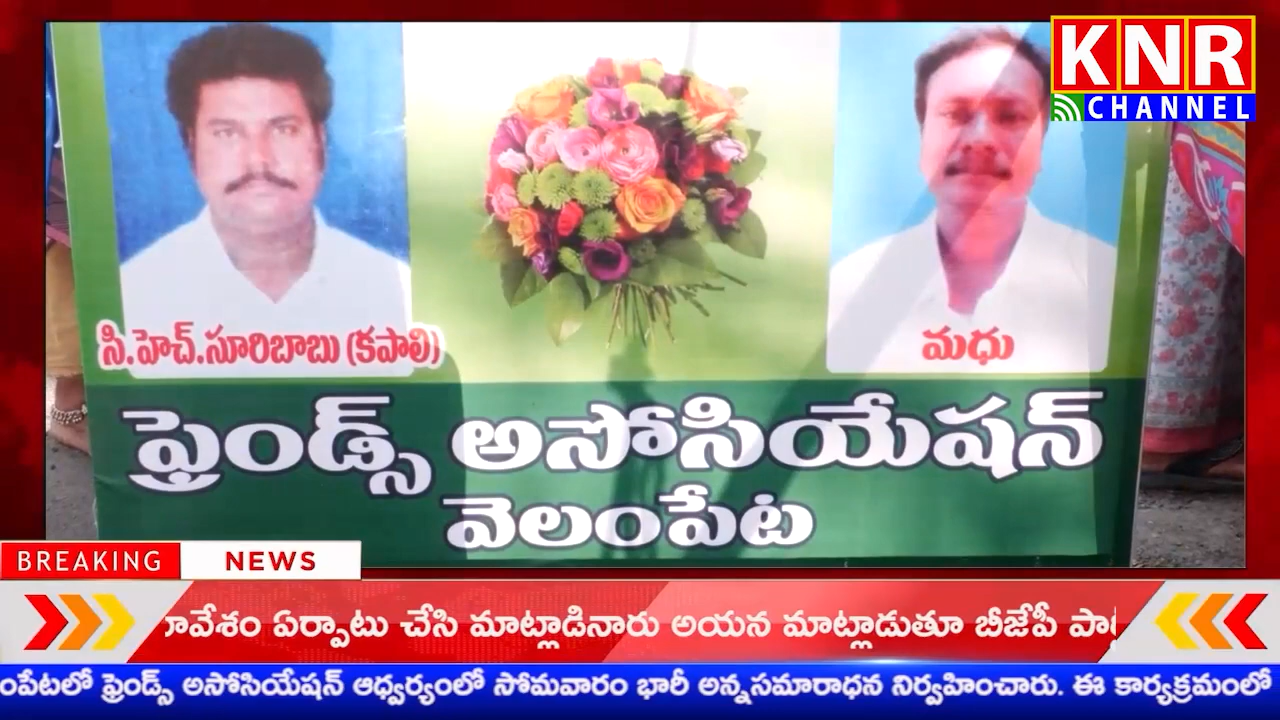 KNR
CHANNEL
సి.హెచ్.సూరిబాబు (కపాలి)
మధు
ఫ్రెండ్స్ అసోసియేషన్
వెలంపేట
BREAKING NEWS
ఏర్పాటు చేసి మాట్లాడినారు అయన మాట్లాడుతూ బీజేపీ
ఫ్రెండ్స్ అసోసియేషన్ ఆధ్వర్యంలో సోమవారం భారీ అన్నసమారాధన నిర్వహించారు. ఈ కార్యక్రమంలో